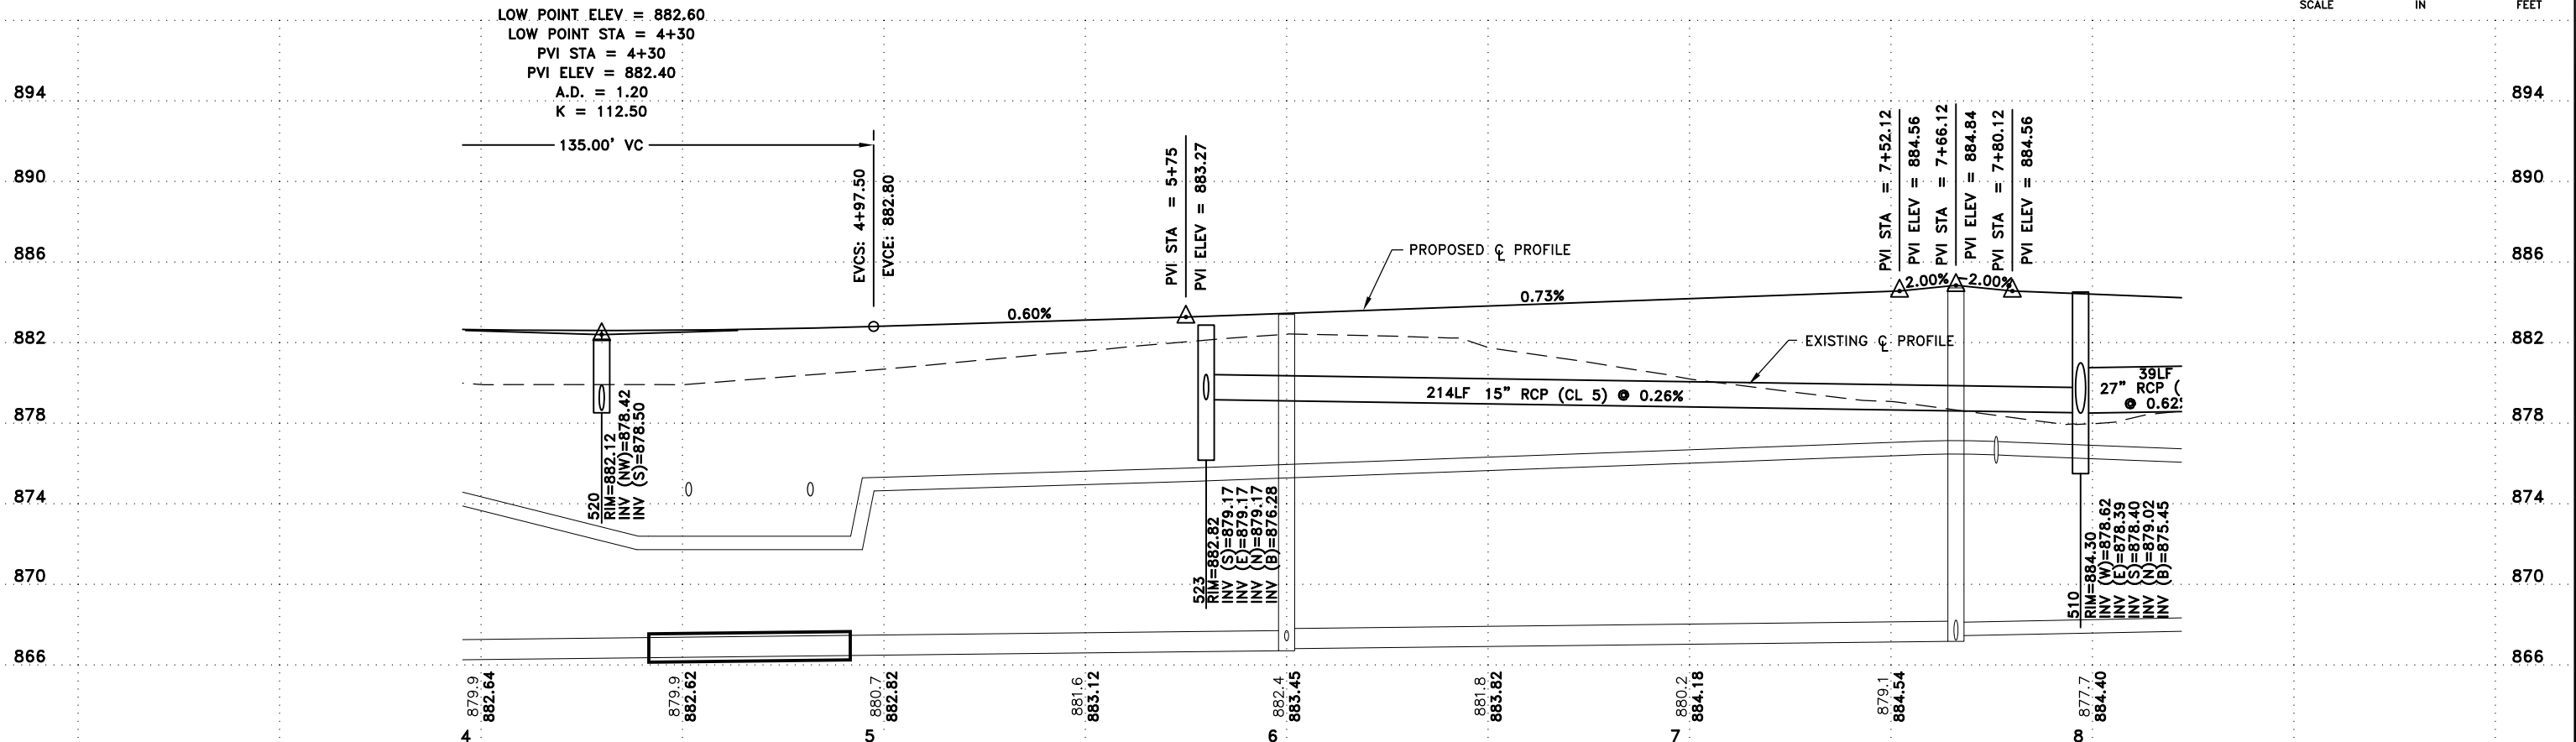 SCALE IN FEET
LOW POINT ELEV = 882.60
LOW POINT STA = 4+30
PVI STA = 4+30
PVI ELEV = 882.40
A.D. = 1.20
K = 112.50
135.00' VC
894
894
890
890
886
886
882
882
878
878
874
874
870
870
866
866
EVCS: 4+97.50
EVCE: 882.80
PVI STA = 5+75
PVI ELEV = 883.27
PROPOSED ℄ PROFILE
PVI STA = 7+52.12
PVI ELEV = 884.56
PVI STA = 7+66.12
PVI ELEV = 884.84
PVI STA = 7+80.12
PVI ELEV = 884.56
0.60%
0.73%
2.00%
-2.00%
EXISTING ℄ PROFILE
214LF 15" RCP (CL 5) @ 0.26%
39LF
27" RCP (
@ 0.62%
520
RIM=882.12
INV (NW)=878.42
INV (S)=878.50
523
RIM=882.82
INV (S)=879.17
INV (E)=879.17
INV (N)=879.17
INV (B)=876.28
510
RIM=884.30
INV (W)=878.62
INV (E)=878.39
INV (S)=878.40
INV (N)=879.02
INV (B)=875.45
879.9
882.64
879.9
882.62
880.7
882.82
881.6
883.12
882.4
883.45
881.8
883.82
880.2
884.18
879.1
884.54
877.7
884.40
4
5
6
7
8